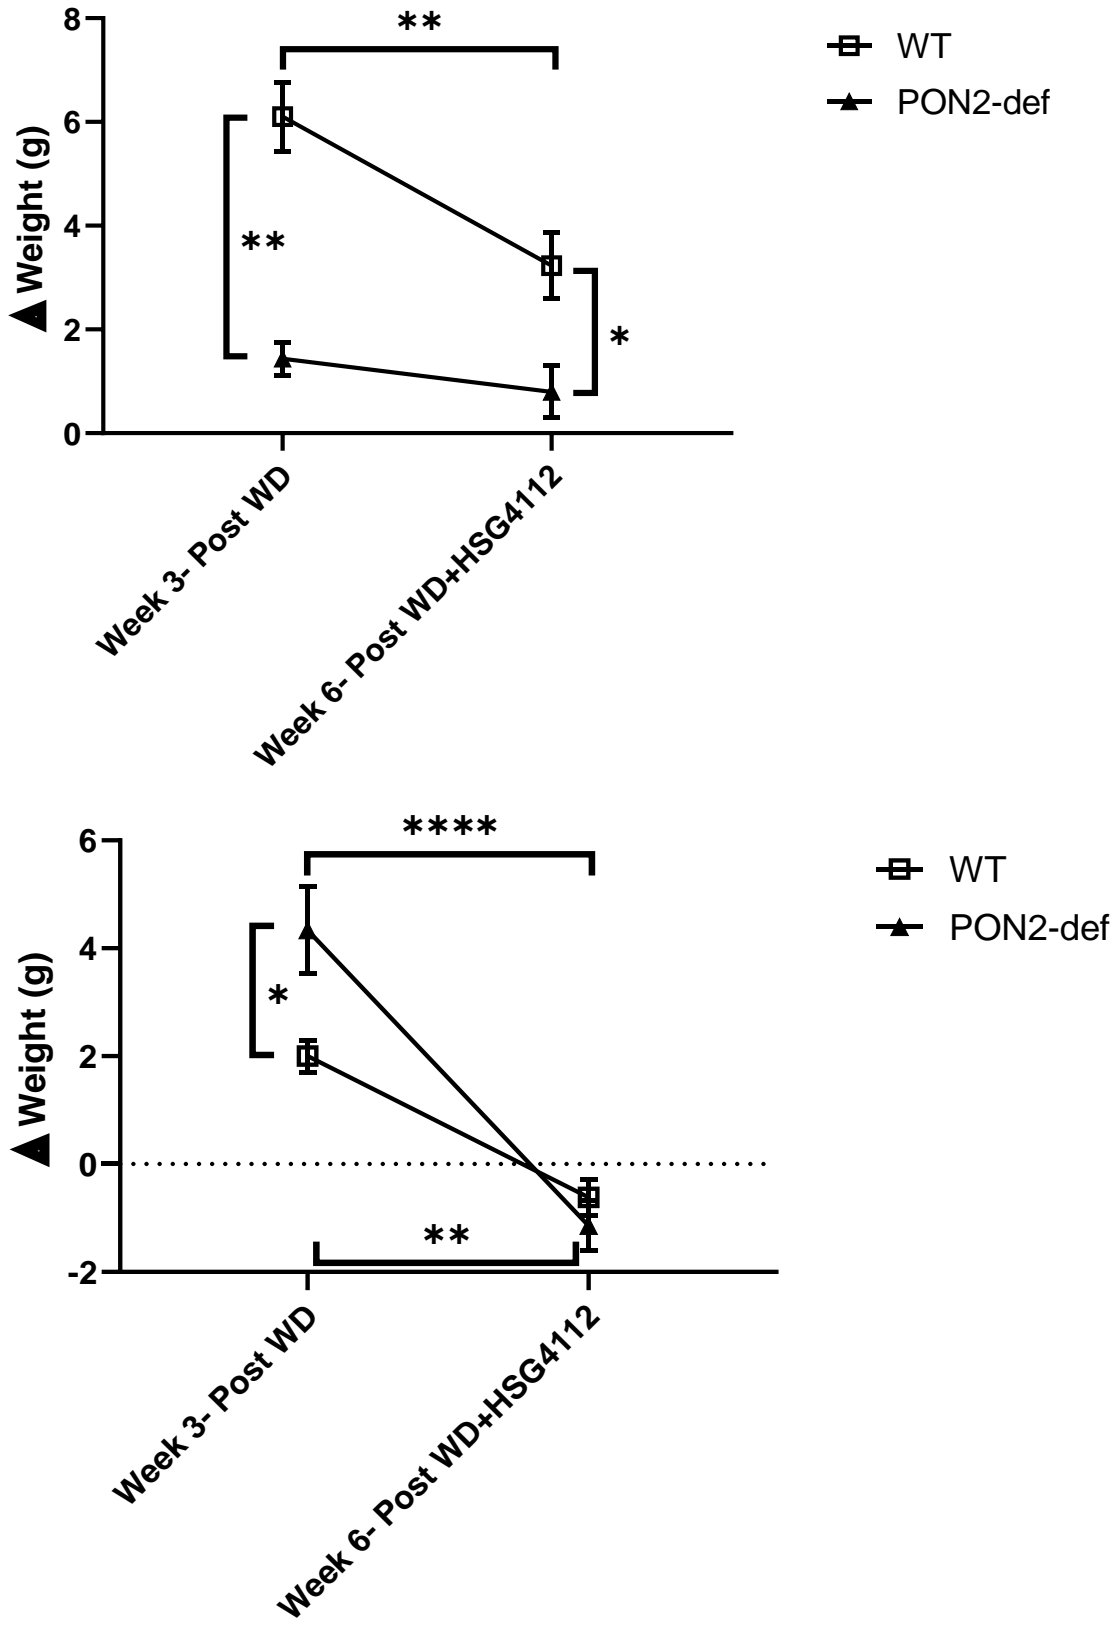 **
8
6
4
2
0
▲ Weight (g)
**
*
WT
PON2-def
Week 3- Post WD
Week 6- Post WD+HSG4112
****
6
4
2
0
-2
▲ Weight (g)
*
**
WT
PON2-def
Week 3- Post WD
Week 6- Post WD+HSG4112